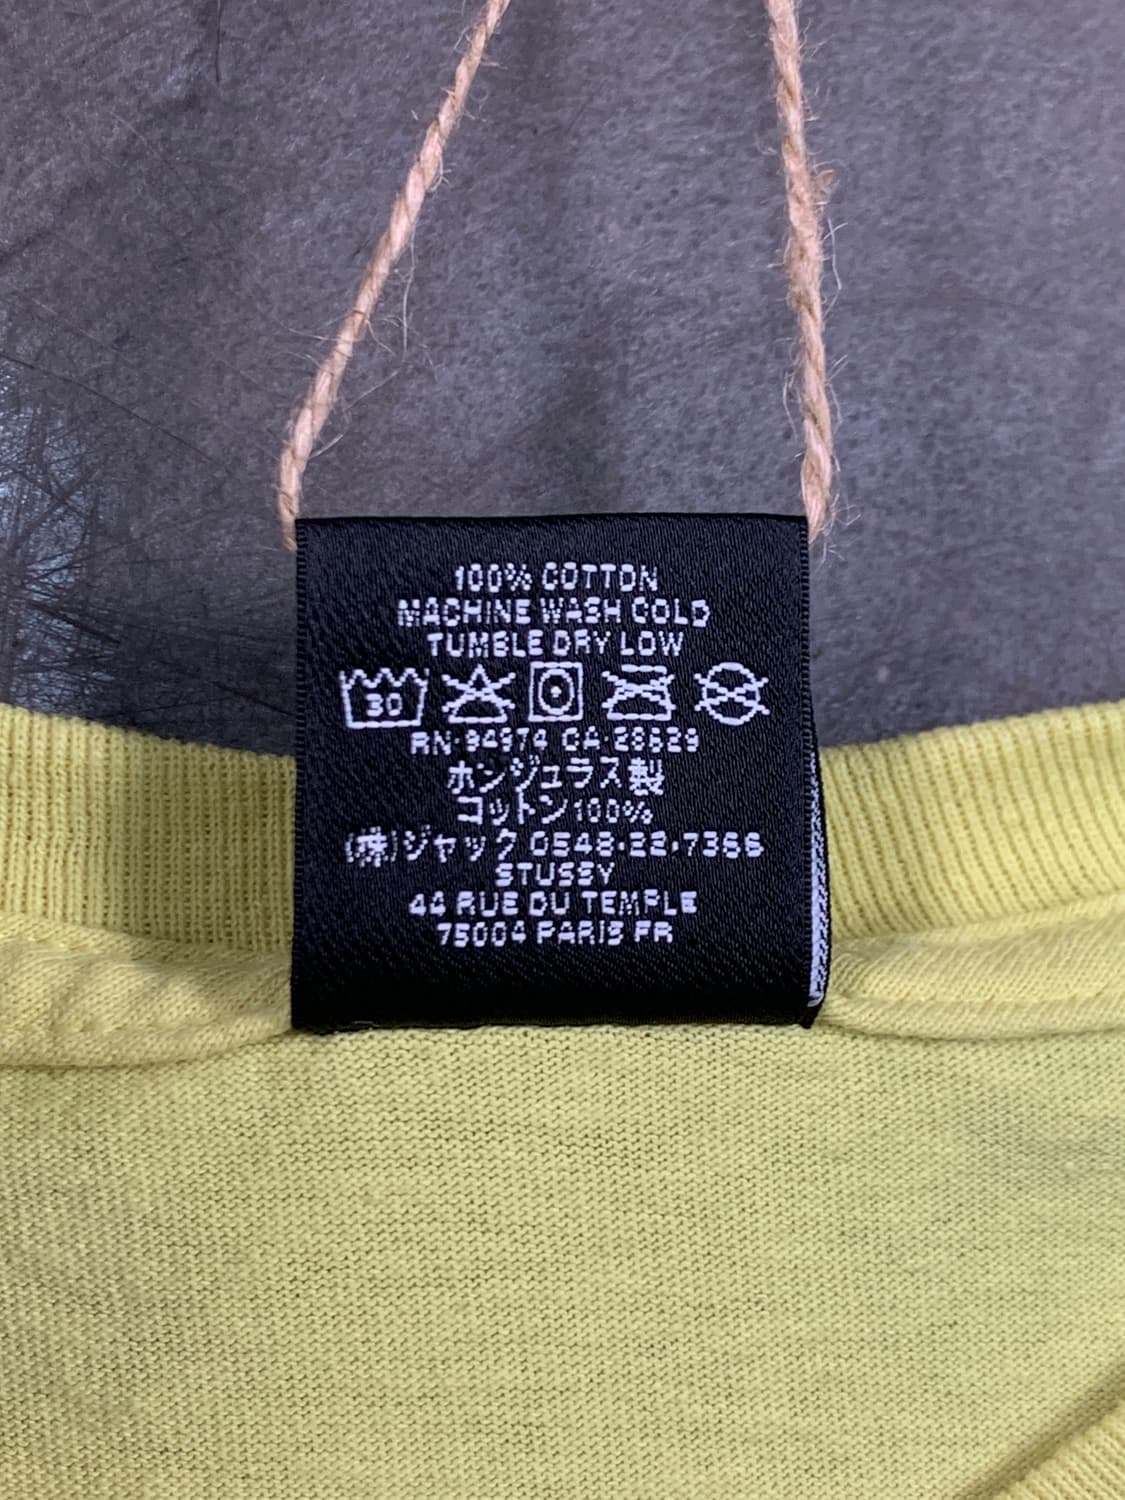 100% COTTON
MACHINE WASH COLD
TUMBLE DRY LOW
30
RN·94974 CA·28829
ホンジュラス製
コットン100%
(株)ジャック 0548·22·7366
STUSSY
44 RUE DU TEMPLE
75004 PARIS FR